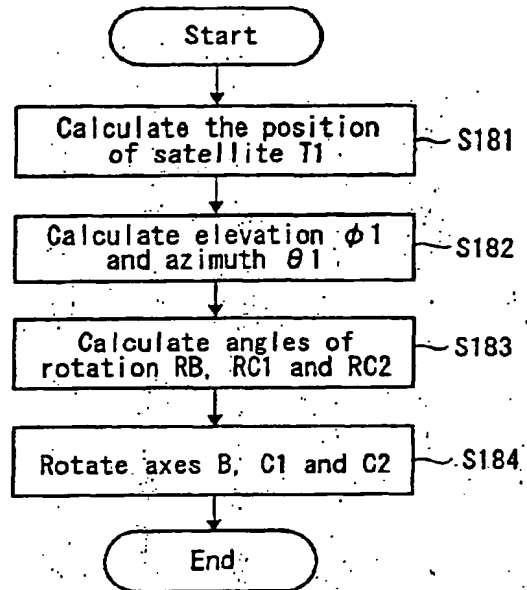 Start
Calculate the position
of satellite T1
S181
Calculate elevation φ1
and azimuth θ1
S182
Calculate angles of
rotation RB, RC1 and RC2
S183
Rotate axes B, C1 and C2
S184
End